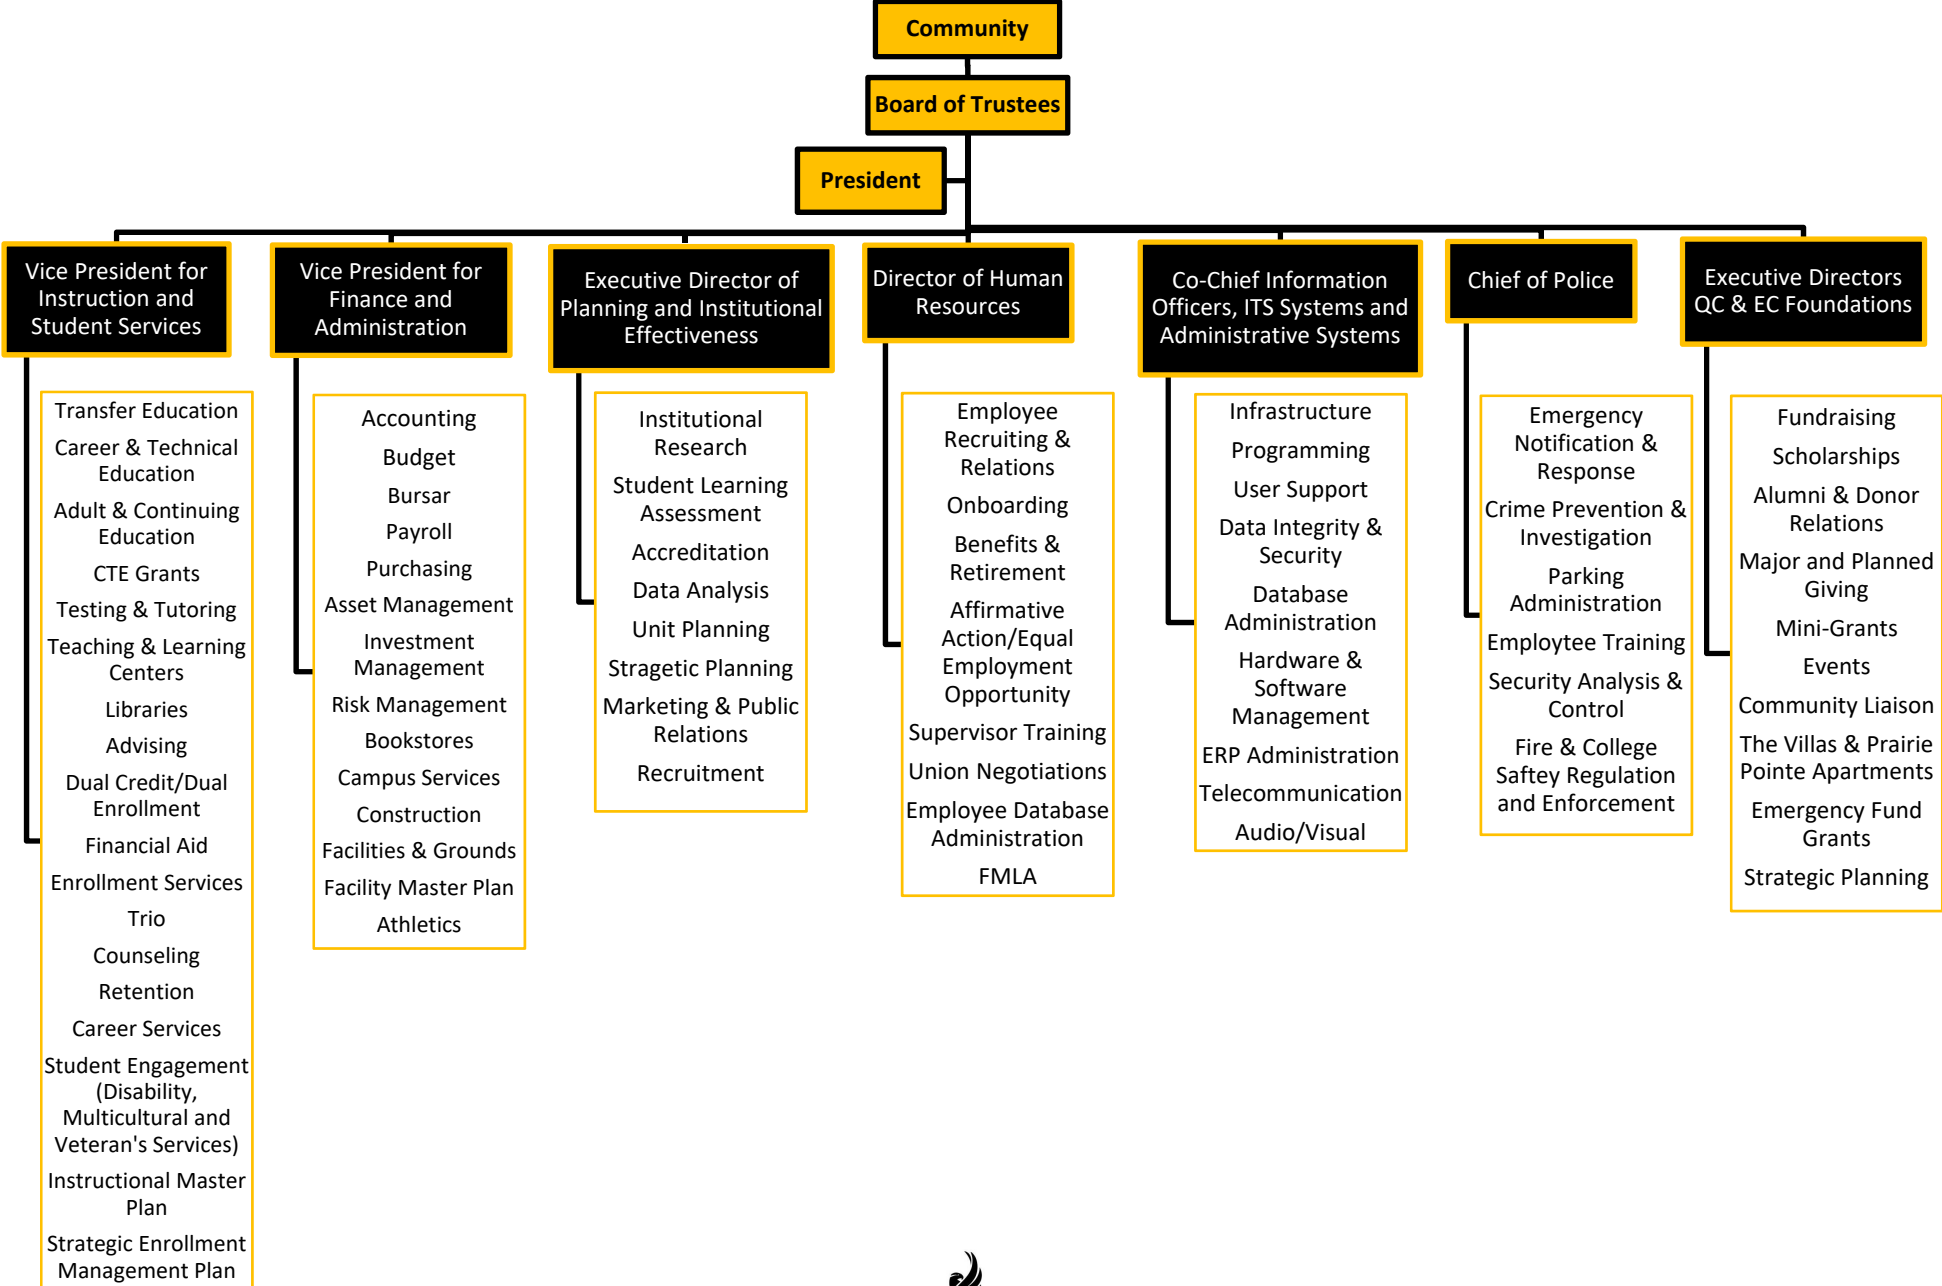 Community
Board of Trustees
President
Vice President for
Instruction and
Student Services
Transfer Education
Career & Technical
Education
Adult & Continuing
Education
CTE Grants
Testing & Tutoring
Teaching & Learning
Centers
Libraries
Advising
Dual Credit/Dual
Enrollment
Financial Aid
Enrollment Services
Trio
Counseling
Retention
Career Services
Student Engagement
(Disability,
Multicultural and
Veteran's Services)
Instructional Master
Plan
Strategic Enrollment
Management Plan
Vice President for
Finance and
Administration
Accounting
Budget
Bursar
Payroll
Purchasing
Asset Management
Investment
Management
Risk Management
Bookstores
Campus Services
Construction
Facilities & Grounds
Facility Master Plan
Athletics
Executive Director of
Planning and Institutional
Effectiveness
Institutional
Research
Student Learning
Assessment
Accreditation
Data Analysis
Unit Planning
Stragetic Planning
Marketing & Public
Relations
Recruitment
Director of Human
Resources
Employee
Recruiting &
Relations
Onboarding
Benefits &
Retirement
Affirmative
Action/Equal
Employment
Opportunity
Supervisor Training
Union Negotiations
Employee Database
Administration
FMLA
Co-Chief Information
Officers, ITS Systems and
Administrative Systems
Infrastructure
Programming
User Support
Data Integrity &
Security
Database
Administration
Hardware &
Software
Management
ERP Administration
Telecommunication
Audio/Visual
Chief of Police
Emergency
Notification &
Response
Crime Prevention &
Investigation
Parking
Administration
Employtee Training
Security Analysis &
Control
Fire & College
Saftey Regulation
and Enforcement
Executive Directors
QC & EC Foundations
Fundraising
Scholarships
Alumni & Donor
Relations
Major and Planned
Giving
Mini-Grants
Events
Community Liaison
The Villas & Prairie
Pointe Apartments
Emergency Fund
Grants
Strategic Planning